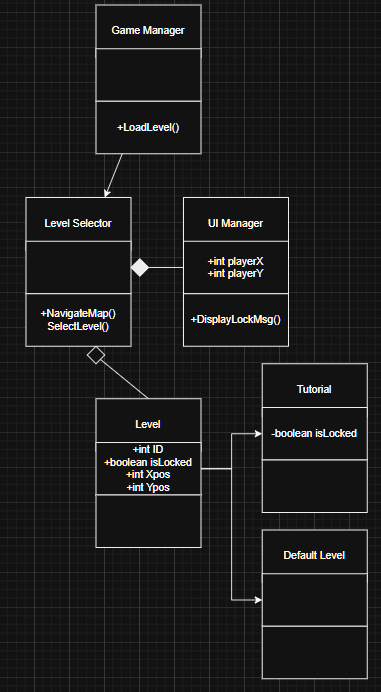 Game Manager
+LoadLevel()
Level Selector
+NavigateMap()
SelectLevel()
UI Manager
+int playerX
+int playerY
+DisplayLockMsg()
Level
+int ID
+boolean isLocked
+int Xpos
+int Ypos
Tutorial
-boolean isLocked
Default Level